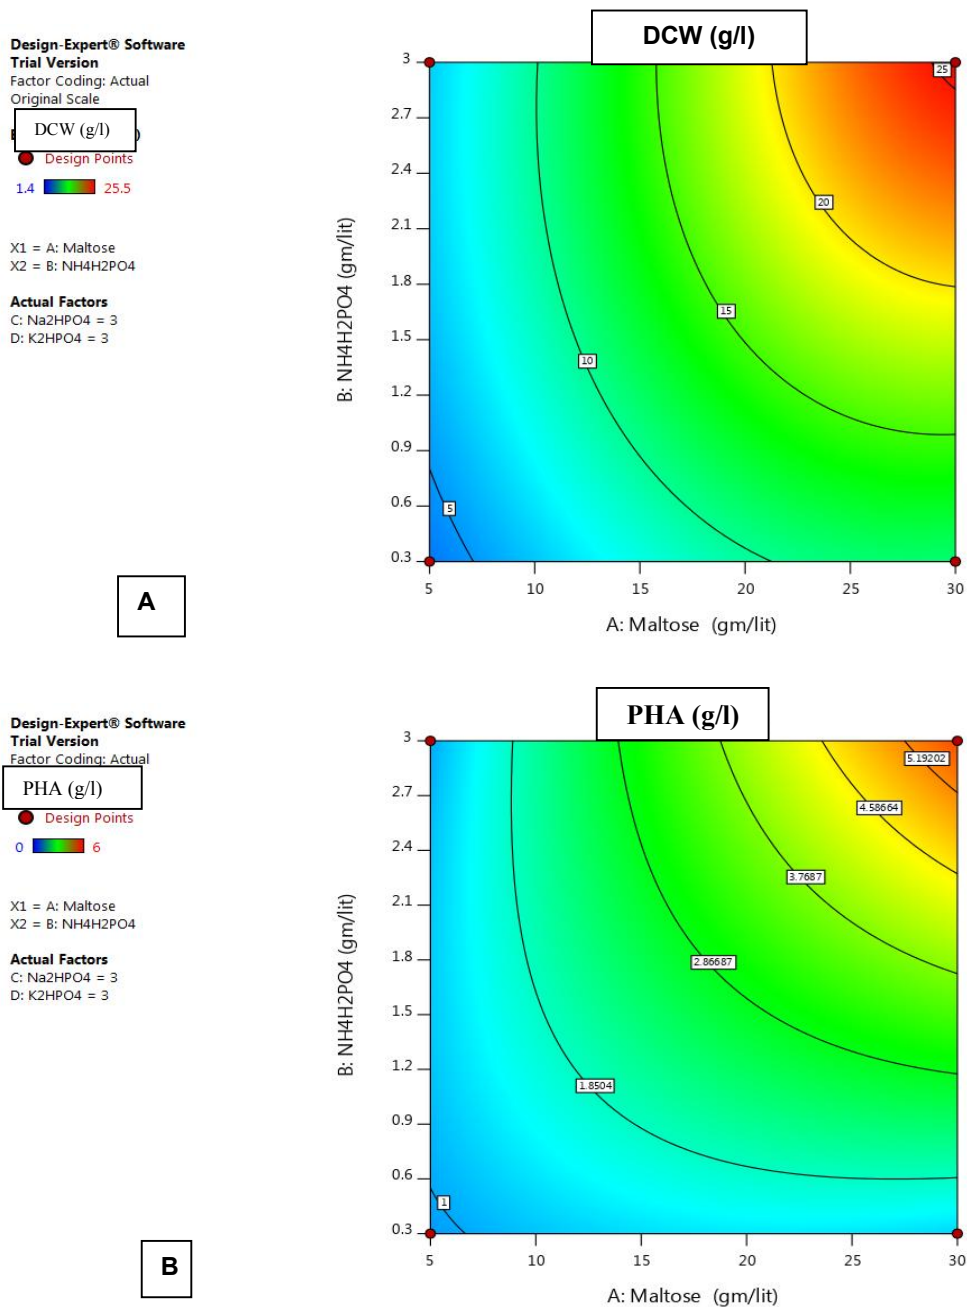 DCW (g/l)
Design-Expert® Software
Trial Version
Factor Coding: Actual
Original Scale
DCW (g/l)
)
Design Points
1.4 25.5
X1 = A: Maltose
X2 = B: NH4H2PO4
Actual Factors
C: Na2HPO4 = 3
D: K2HPO4 = 3
B: NH4H2PO4 (gm/lit)
3
2.7
2.4
2.1
1.8
1.5
1.2
0.9
0.6
0.3
25
20
15
10
5
5 10 15 20 25 30
A: Maltose (gm/lit)
A
PHA (g/l)
Design-Expert® Software
Trial Version
Factor Coding: Actual
PHA (g/l)
Design Points
0 6
X1 = A: Maltose
X2 = B: NH4H2PO4
Actual Factors
C: Na2HPO4 = 3
D: K2HPO4 = 3
B: NH4H2PO4 (gm/lit)
3
2.7
2.4
2.1
1.8
1.5
1.2
0.9
0.6
0.3
5.19202
4.58664
3.7687
2.86687
1.8504
1
5 10 15 20 25 30
A: Maltose (gm/lit)
B